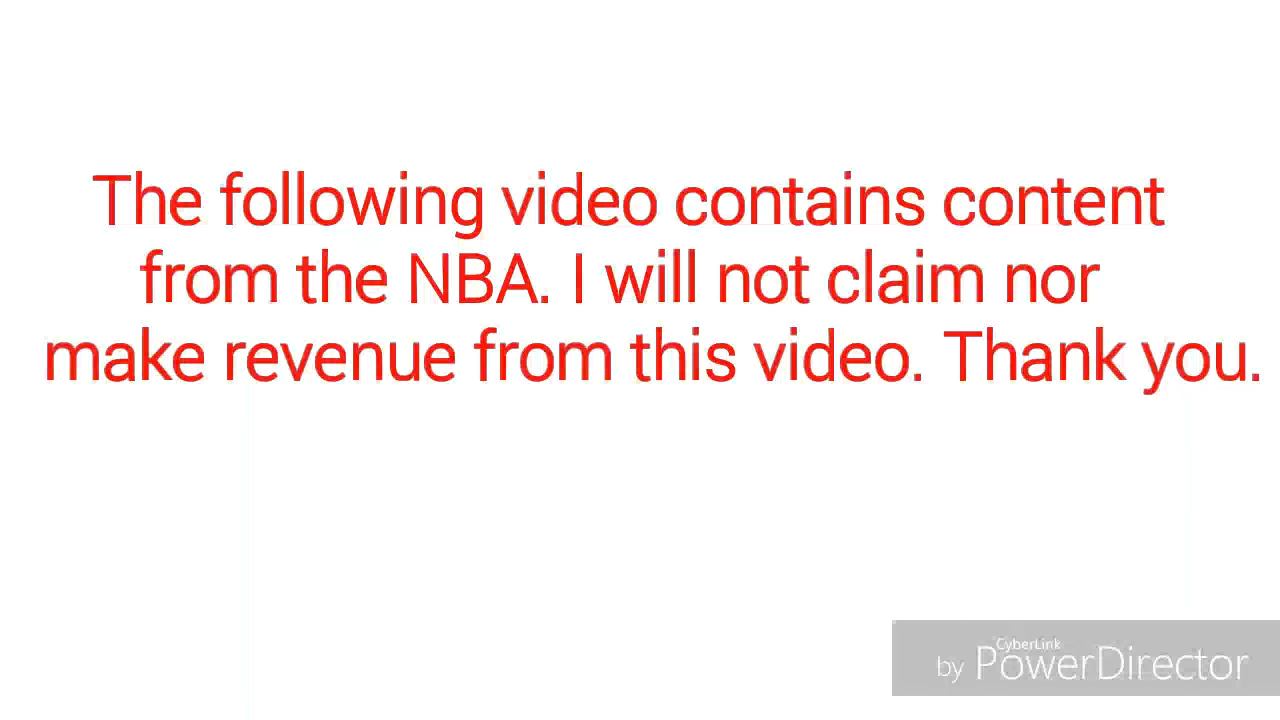 The following video contains content
from the NBA. I will not claim nor
make revenue from this video. Thank you.
CyberLink
by PowerDirector